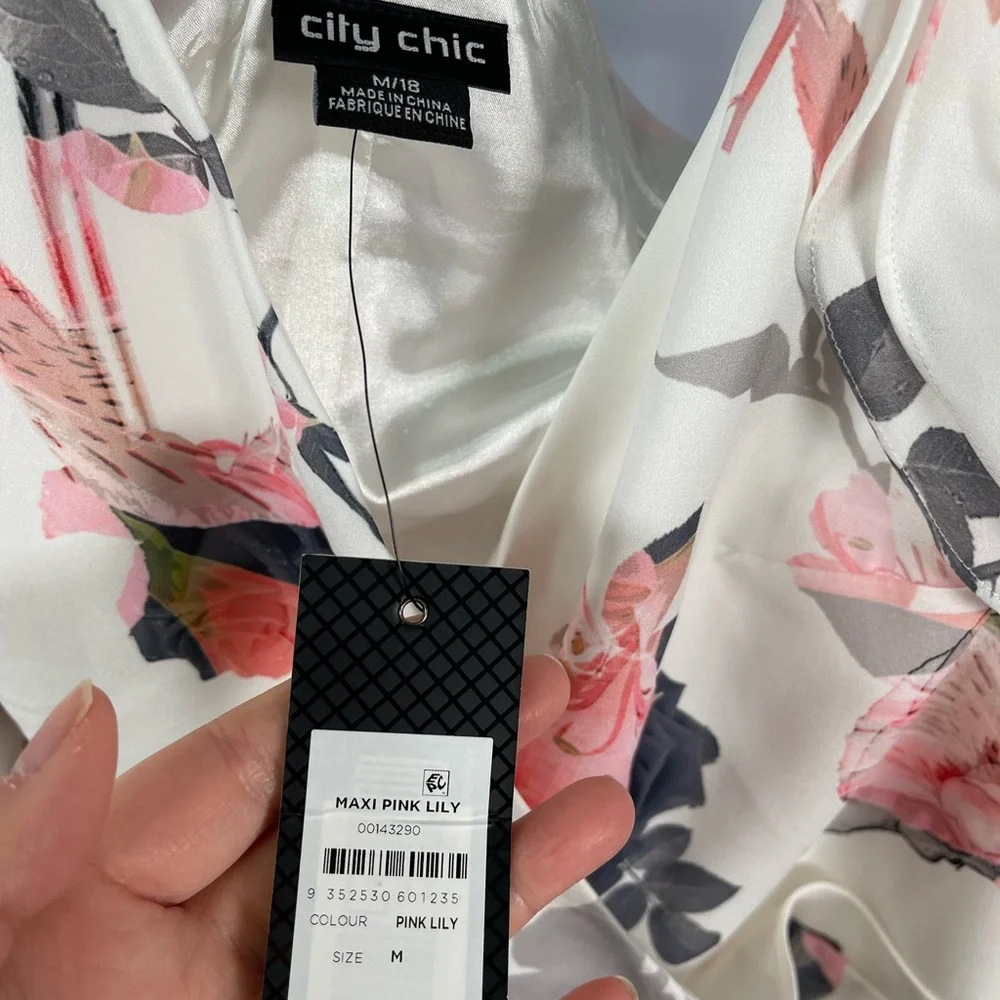 city chic
M/18
MADE IN CHINA
FABRIQUE EN CHINE
MAXI PINK LILY
00143290
9 352530 601235
COLOUR PINK LILY
SIZE M